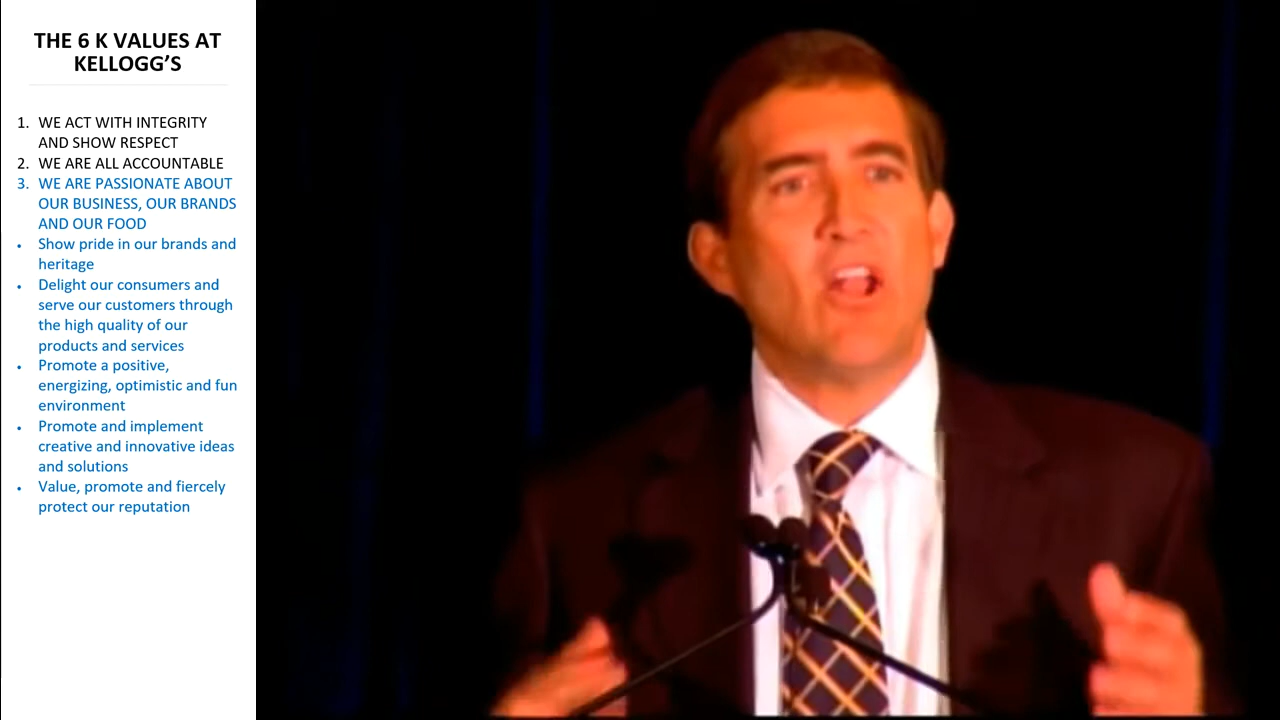 THE 6 K VALUES AT
KELLOGG’S
1. WE ACT WITH INTEGRITY
AND SHOW RESPECT
2. WE ARE ALL ACCOUNTABLE
3. WE ARE PASSIONATE ABOUT
OUR BUSINESS, OUR BRANDS
AND OUR FOOD
• Show pride in our brands and
heritage
• Delight our consumers and
serve our customers through
the high quality of our
products and services
• Promote a positive,
energizing, optimistic and fun
environment
• Promote and implement
creative and innovative ideas
and solutions
• Value, promote and fiercely
protect our reputation